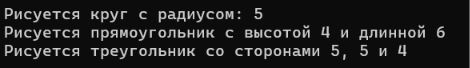 Рисуется круг с радиусом: 5
Рисуется прямоугольник с высотой 4 и длинной 6
Рисуется треугольник со сторонами 5, 5 и 4